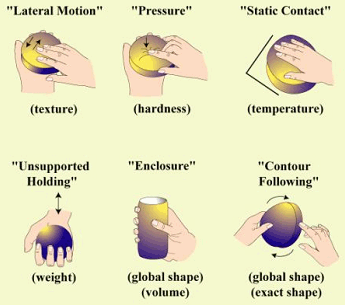 "Lateral Motion" "Pressure" "Static Contact"
(texture) (hardness) (temperature)
"Unsupported Holding" "Enclosure" "Contour Following"
(weight) (global shape) (volume) (global shape) (exact shape)